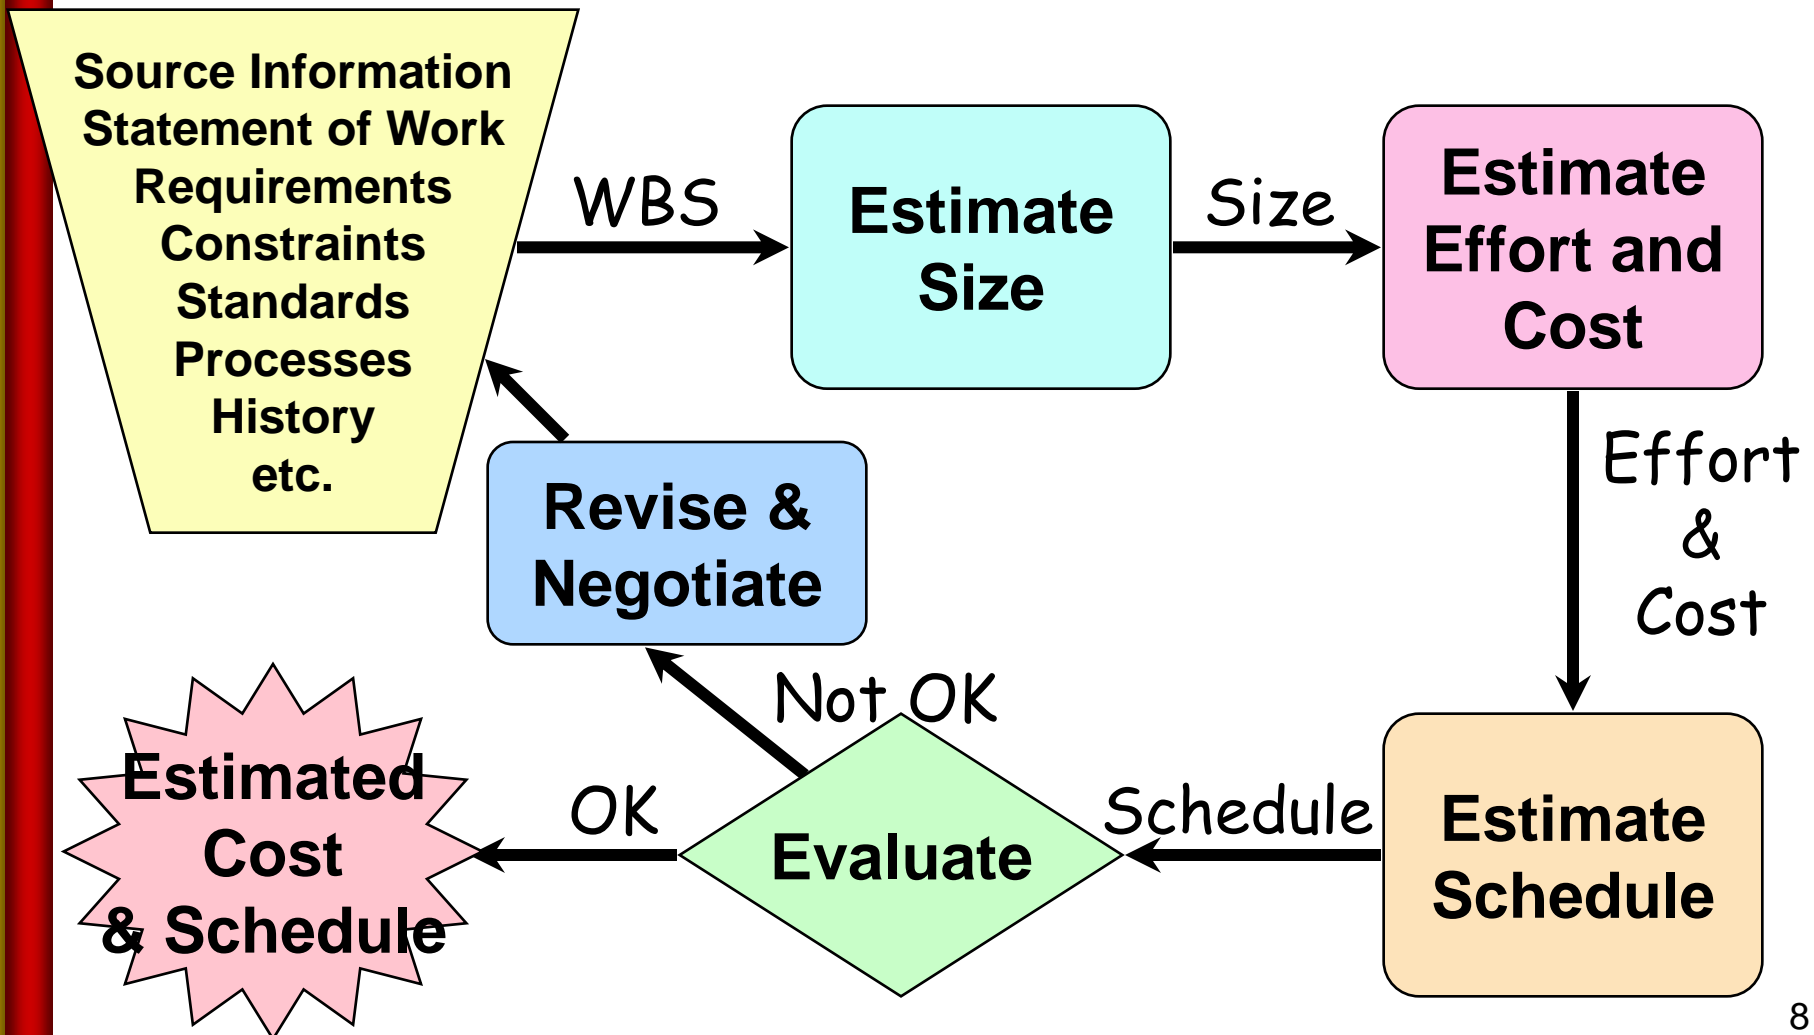 Source Information
Statement of Work
Requirements
Constraints
Standards
Processes
History
etc.
WBS
Estimate
Size
Size
Estimate
Effort and
Cost
Effort
&
Cost
Estimate
Schedule
Schedule
Evaluate
Not OK
Revise &
Negotiate
OK
Estimated
Cost
& Schedule
8